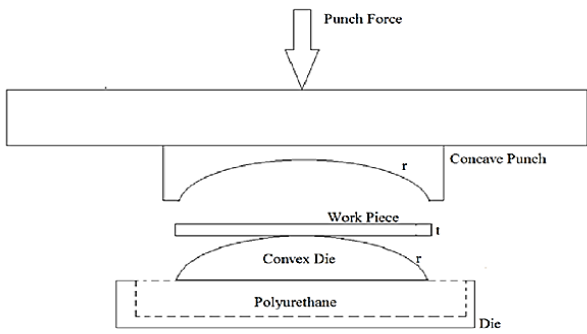 Punch Force
r
Concave Punch
Work Piece
t
Convex Die
r
Polyurethane
Die